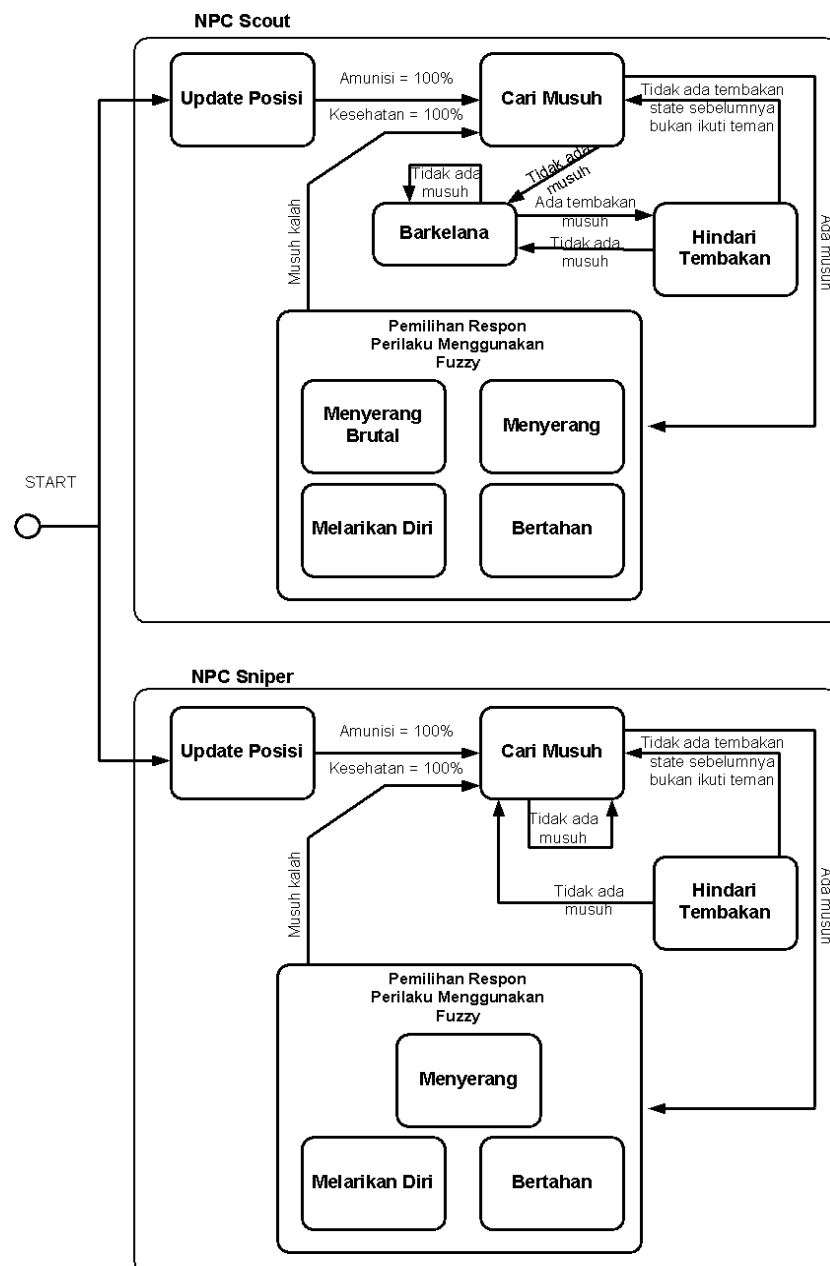 NPC Scout
Update Posisi
Amunisi = 100%
Kesehatan = 100%
Cari Musuh
Tidak ada tembakan
state sebelumnya
bukan ikuti teman
Tidak ada
musuh
Tidak ada
musuh
Barkelana
Ada tembakan
musuh
Tidak ada
musuh
Hindari
Tembakan
Musuh kalah
Ada musuh
Pemilihan Respon
Perilaku Menggunakan
Fuzzy
Menyerang
Brutal
Menyerang
Melarikan Diri
Bertahan
START
NPC Sniper
Update Posisi
Amunisi = 100%
Kesehatan = 100%
Cari Musuh
Tidak ada tembakan
state sebelumnya
bukan ikuti teman
Tidak ada
musuh
Tidak ada
musuh
Hindari
Tembakan
Musuh kalah
Ada musuh
Pemilihan Respon
Perilaku Menggunakan
Fuzzy
Menyerang
Melarikan Diri
Bertahan